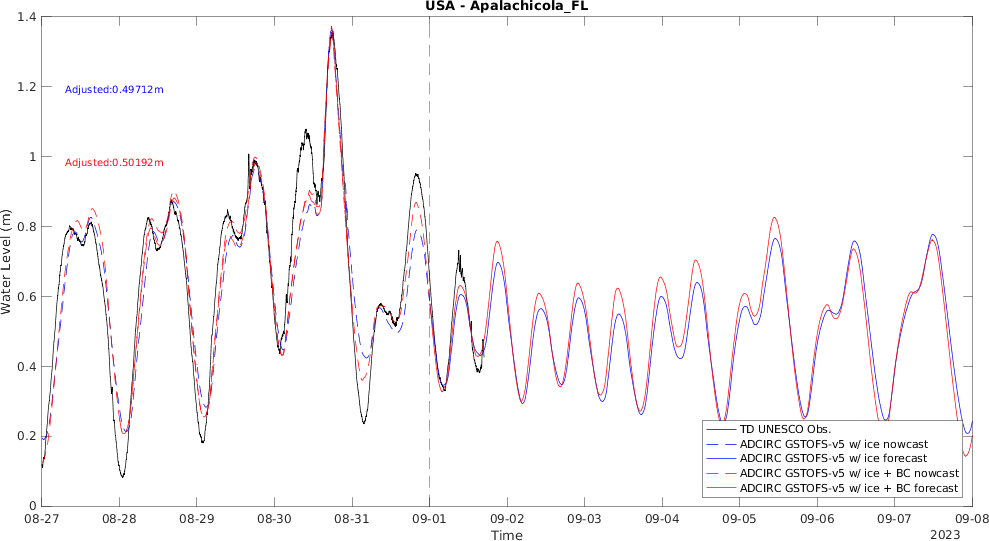 USA - Apalachicola_FL
1.4
1.2
1
0.8
0.6
0.4
0.2
0
Water Level (m)
Adjusted:0.49712m
Adjusted:0.50192m
TD UNESCO Obs.
ADCIRC GSTOFS-v5 w/ ice nowcast
ADCIRC GSTOFS-v5 w/ ice forecast
ADCIRC GSTOFS-v5 w/ ice + BC nowcast
ADCIRC GSTOFS-v5 w/ ice + BC forecast
08-27 08-28 08-29 08-30 08-31 09-01 09-02 09-03 09-04 09-05 09-06 09-07 09-08
Time
2023